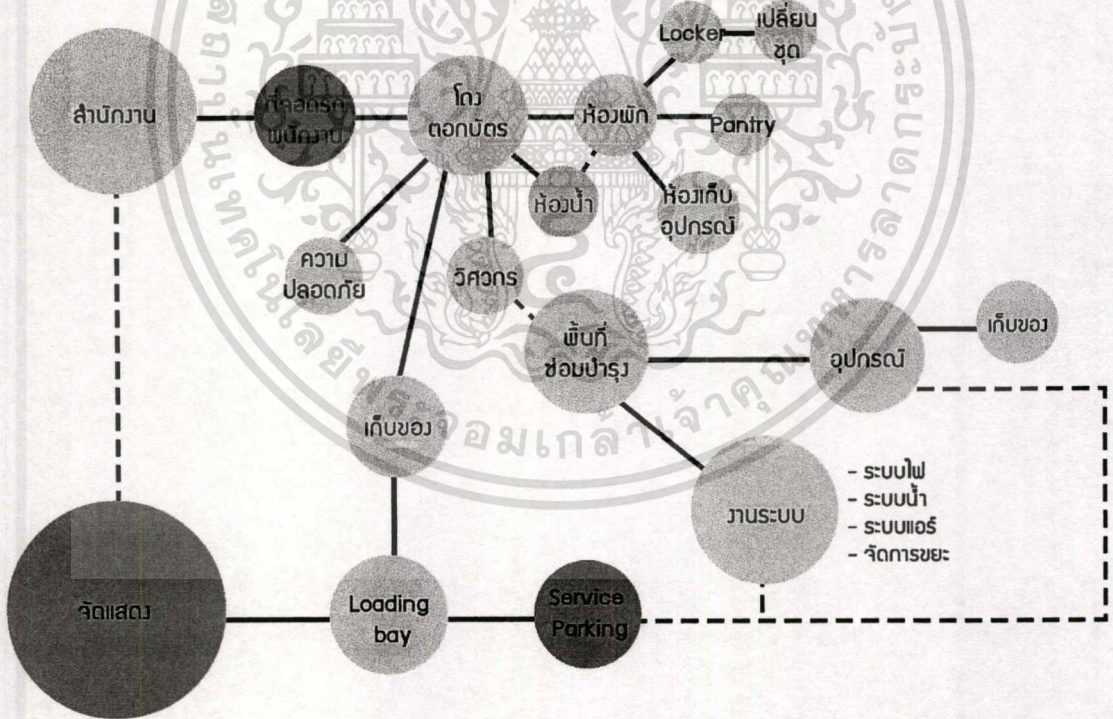 Locker
เปลี่ยน
ชุด
สำนักงาน
ที่จอดรถ
พนักงาน
โถง
ตอกบัตร
ห้องพัก
Pantry
ห้องน้ำ
ห้องเก็บ
อุปกรณ์
ความ
ปลอดภัย
วิศวกร
พื้นที่
ซ่อมบำรุง
อุปกรณ์
เก็บของ
เก็บของ
งานระบบ
- ระบบไฟ
- ระบบน้ำ
- ระบบแอร์
- จัดการขยะ
จัดแสดง
Loading
bay
Service
Parking